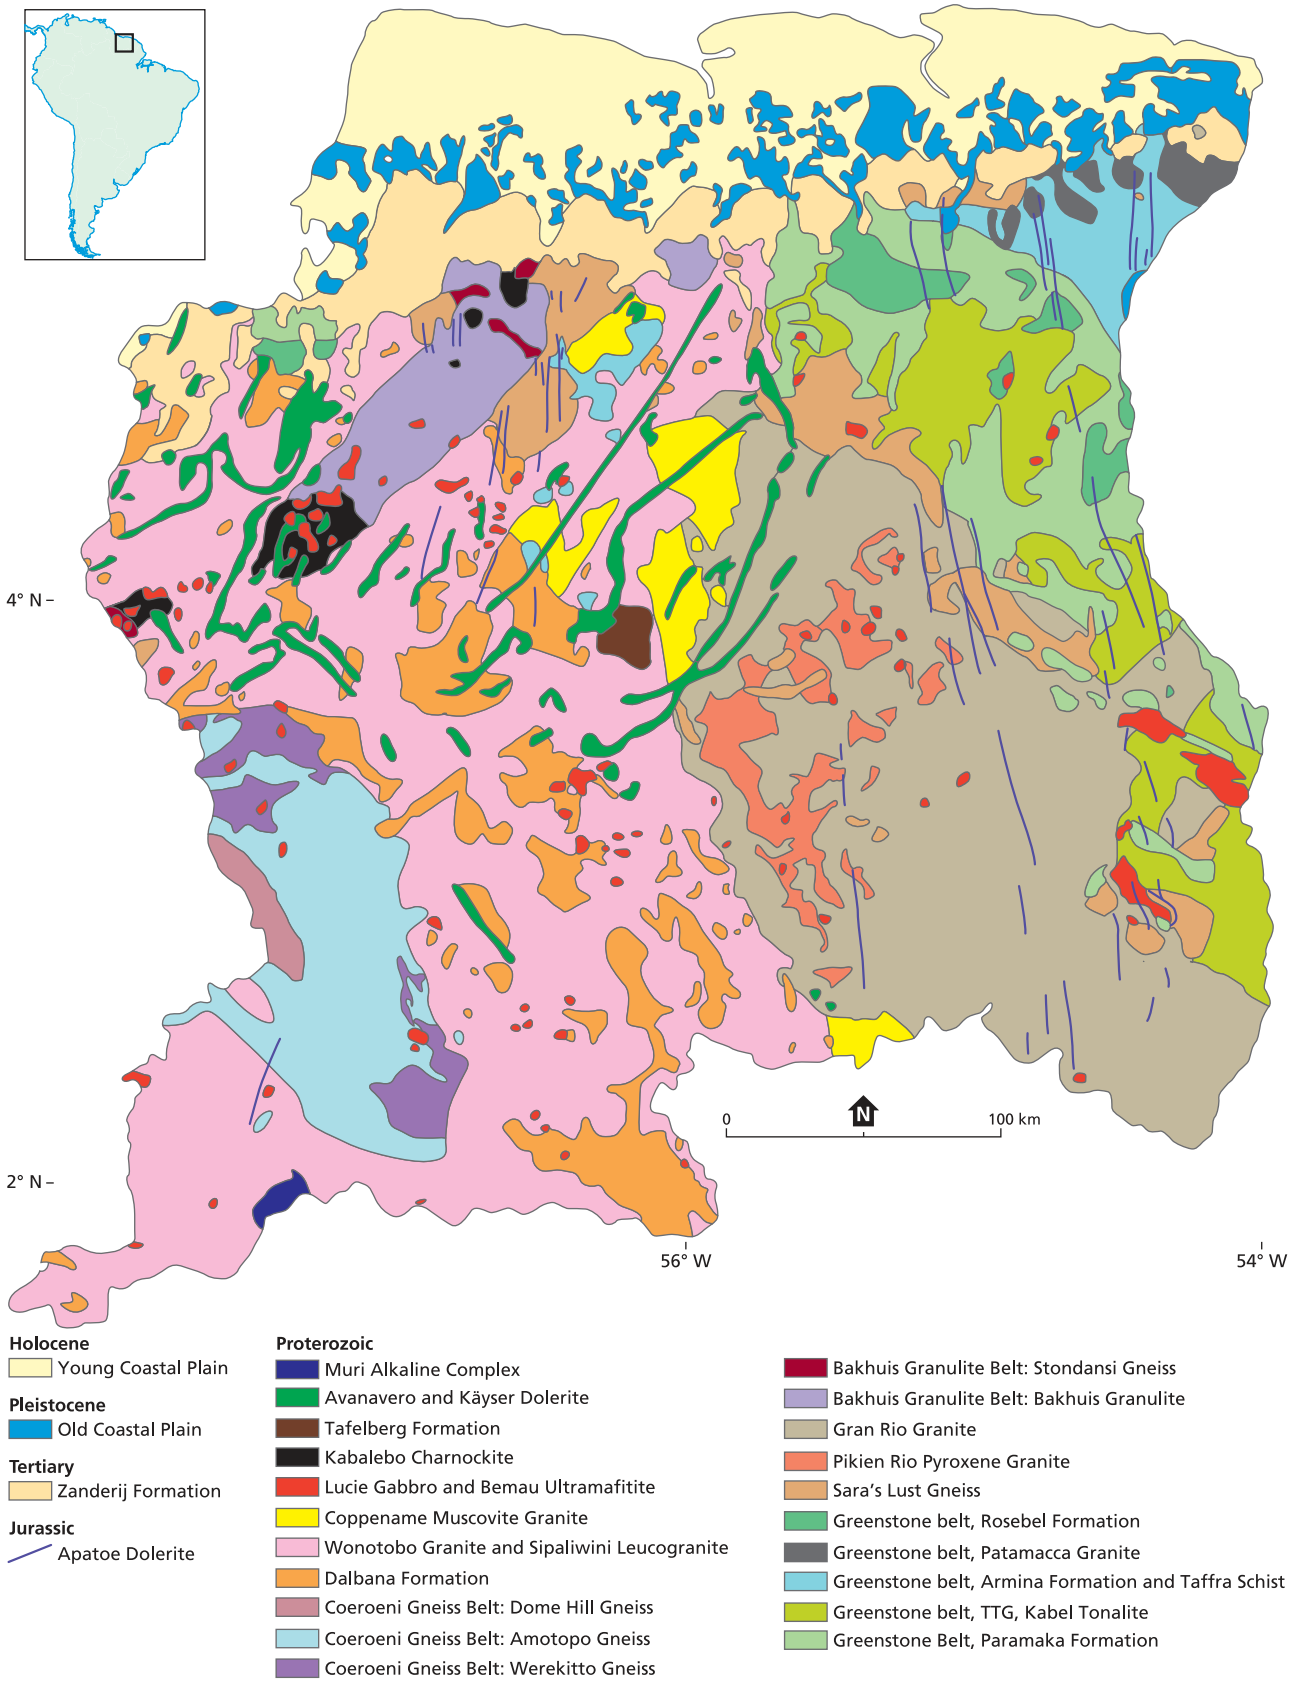 4° N
2° N
N
0
100 km
56° W
54° W
Holocene
Young Coastal Plain
Pleistocene
Old Coastal Plain
Tertiary
Zanderij Formation
Jurassic
Apatoe Dolerite
Proterozoic
Muri Alkaline Complex
Avanavero and Käyser Dolerite
Tafelberg Formation
Kabalebo Charnockite
Lucie Gabbro and Bemau Ultramafitite
Coppename Muscovite Granite
Wonotobo Granite and Sipaliwini Leucogranite
Dalbana Formation
Coeroeni Gneiss Belt: Dome Hill Gneiss
Coeroeni Gneiss Belt: Amotopo Gneiss
Coeroeni Gneiss Belt: Werekitto Gneiss
Bakhuis Granulite Belt: Stondansi Gneiss
Bakhuis Granulite Belt: Bakhuis Granulite
Gran Rio Granite
Pikien Rio Pyroxene Granite
Sara's Lust Gneiss
Greenstone belt, Rosebel Formation
Greenstone belt, Patamacca Granite
Greenstone belt, Armina Formation and Taffra Schist
Greenstone belt, TTG, Kabel Tonalite
Greenstone Belt, Paramaka Formation